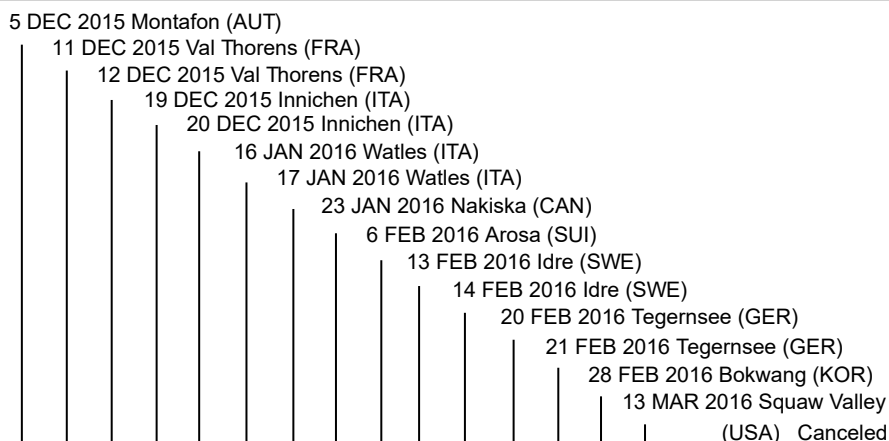 5 DEC 2015 Montafon (AUT)
11 DEC 2015 Val Thorens (FRA)
12 DEC 2015 Val Thorens (FRA)
19 DEC 2015 Innichen (ITA)
20 DEC 2015 Innichen (ITA)
16 JAN 2016 Watles (ITA)
17 JAN 2016 Watles (ITA)
23 JAN 2016 Nakiska (CAN)
6 FEB 2016 Arosa (SUI)
13 FEB 2016 Idre (SWE)
14 FEB 2016 Idre (SWE)
20 FEB 2016 Tegernsee (GER)
21 FEB 2016 Tegernsee (GER)
28 FEB 2016 Bokwang (KOR)
13 MAR 2016 Squaw Valley
(USA) Canceled